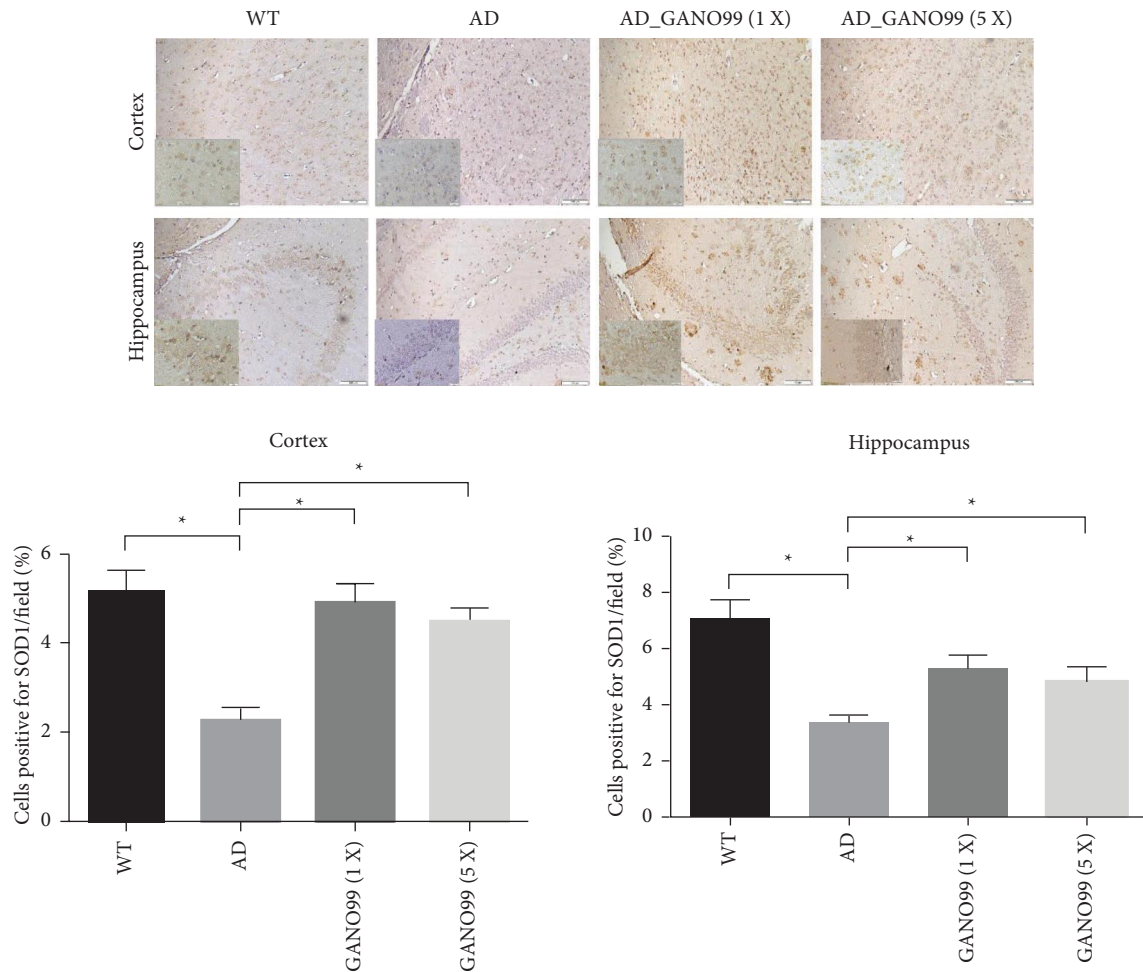 WT
AD
AD_GANO99 (1 X)
AD_GANO99 (5 X)
Cortex
Hippocampus
Cortex
*
*
*
Cells positive for SOD1/field (%)
6
4
2
0
WT
AD
GANO99 (1 X)
GANO99 (5 X)
Hippocampus
*
*
*
Cells positive for SOD1/field (%)
10
8
6
4
2
0
WT
AD
GANO99 (1 X)
GANO99 (5 X)